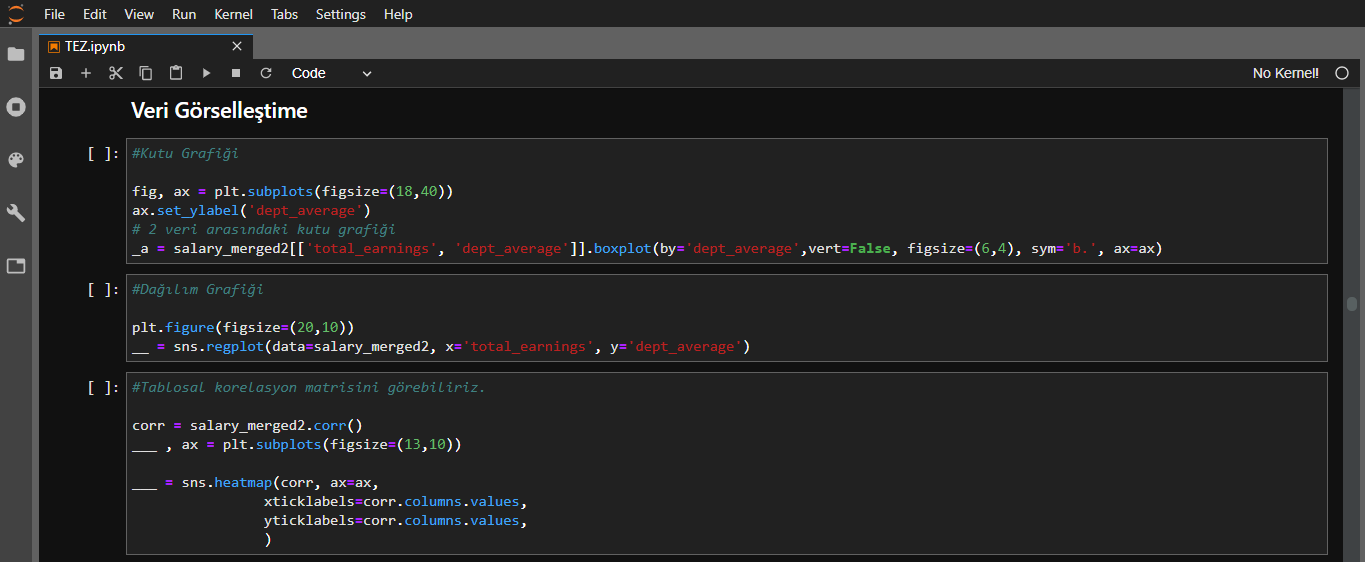 File Edit View Run Kernel Tabs Settings Help
TEZ.ipynb
Code
No Kernel!
Veri Görselleştime
[ ]:
#Kutu Grafiği
fig, ax = plt.subplots(figsize=(18,40))
ax.set_ylabel('dept_average')
# 2 veri arasındaki kutu grafiği
_a = salary_merged2[['total_earnings', 'dept_average']].boxplot(by='dept_average',vert=False, figsize=(6,4), sym='b.', ax=ax)
[ ]:
#Dağılım Grafiği
plt.figure(figsize=(20,10))
__ = sns.regplot(data=salary_merged2, x='total_earnings', y='dept_average')
[ ]:
#Tablosal korelasyon matrisini görebiliriz.
corr = salary_merged2.corr()
___ , ax = plt.subplots(figsize=(13,10))
___ = sns.heatmap(corr, ax=ax,
xticklabels=corr.columns.values,
yticklabels=corr.columns.values,
)